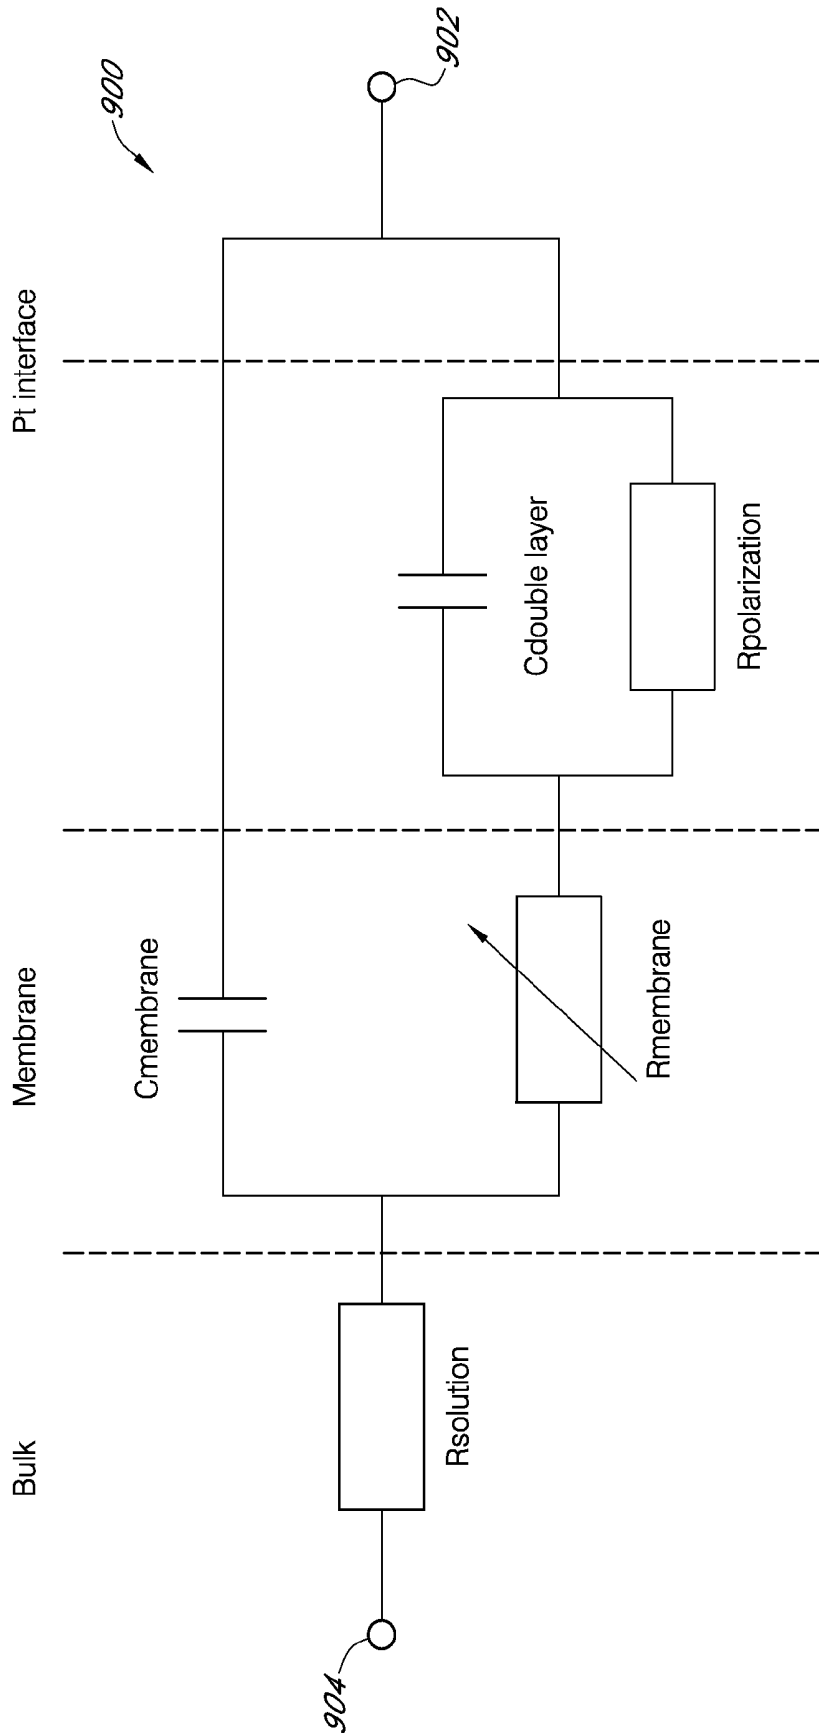 900
Bulk
Membrane
Pt interface
904
902
Rsolution
Cmembrane
Rmembrane
Cdouble layer
Rpolarization